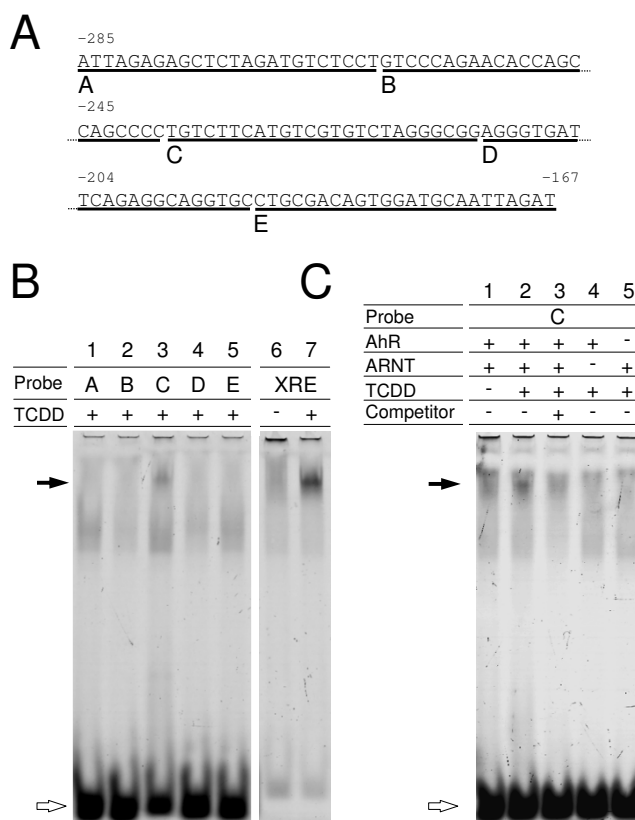 A
-285
ATTAGAGAGCTCTAGATGTCTCCTGTCCCAGAACACCAGC
A B
-245
CAGCCCCTGTCTTCATGTCGTGTCTAGGGCGGAGGGTGAT
C D
-204 -167
TCAGAGGCAGGTGCCTGCGACAGTGGATGCAATTAGAT
E
B
1 2 3 4 5 6 7
Probe A B C D E XRE
TCDD + + + + + - +
C
1 2 3 4 5
Probe C
AhR + + + + -
ARNT + + + - +
TCDD - + + + +
Competitor - - + - -